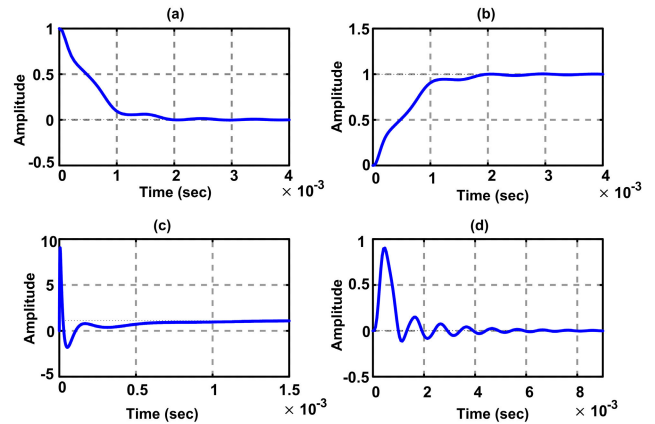 (a)
1
0.5
0
-0.5
Amplitude
0 1 2 3 4
Time (sec)
× 10⁻³
(b)
1.5
1
0.5
0
Amplitude
0 1 2 3 4
Time (sec)
× 10⁻³
(c)
10
5
0
-5
Amplitude
0 0.5 1 1.5
Time (sec)
× 10⁻³
(d)
1
0.5
0
-0.5
Amplitude
0 2 4 6 8
Time (sec)
× 10⁻³